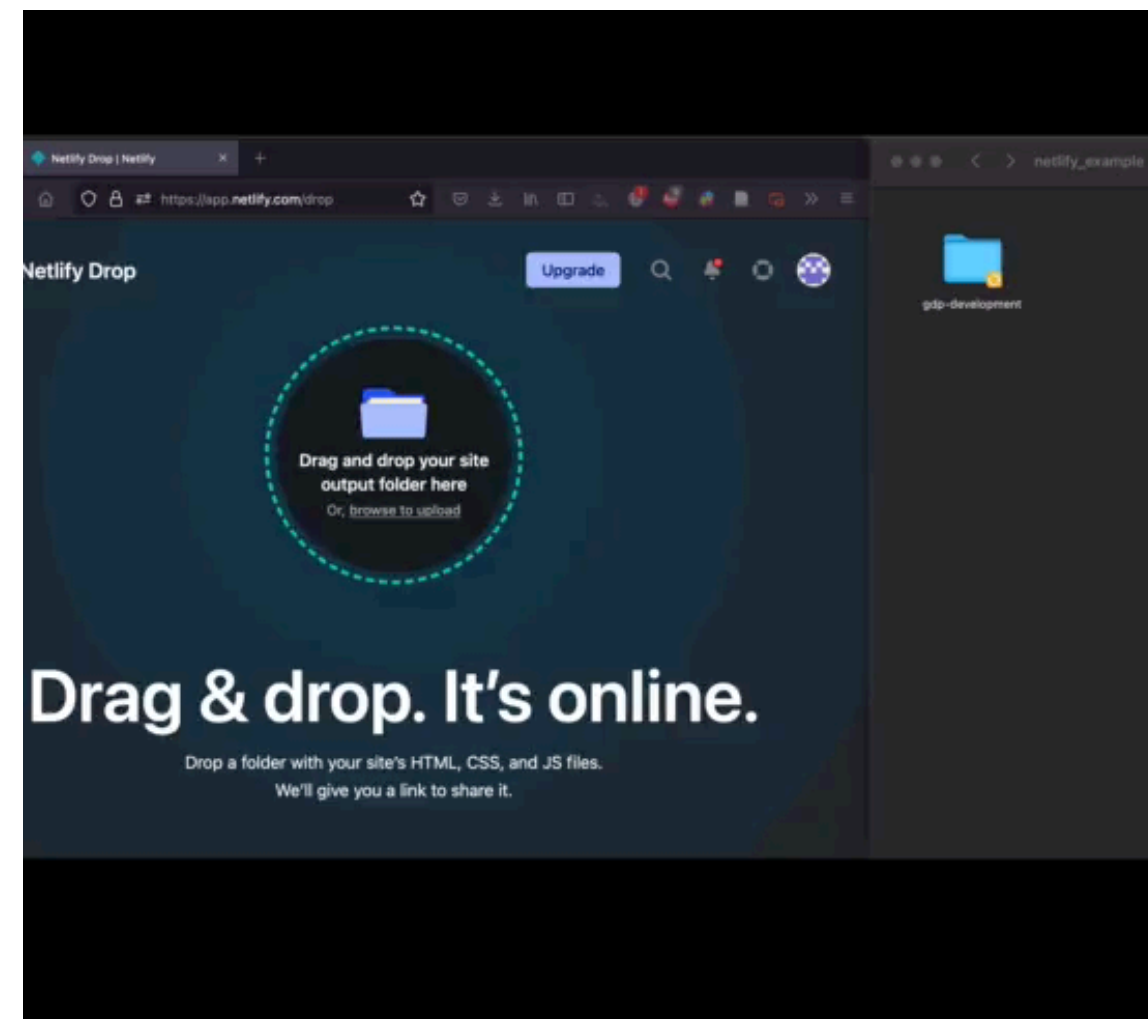 Netlify Drop | Netlify
netlify_example
https://app.netlify.com/drop
Netlify Drop
Upgrade
gdp-development
Drag and drop your site
output folder here
Or, browse to upload
Drag & drop. It's online.
Drop a folder with your site's HTML, CSS, and JS files.
We'll give you a link to share it.